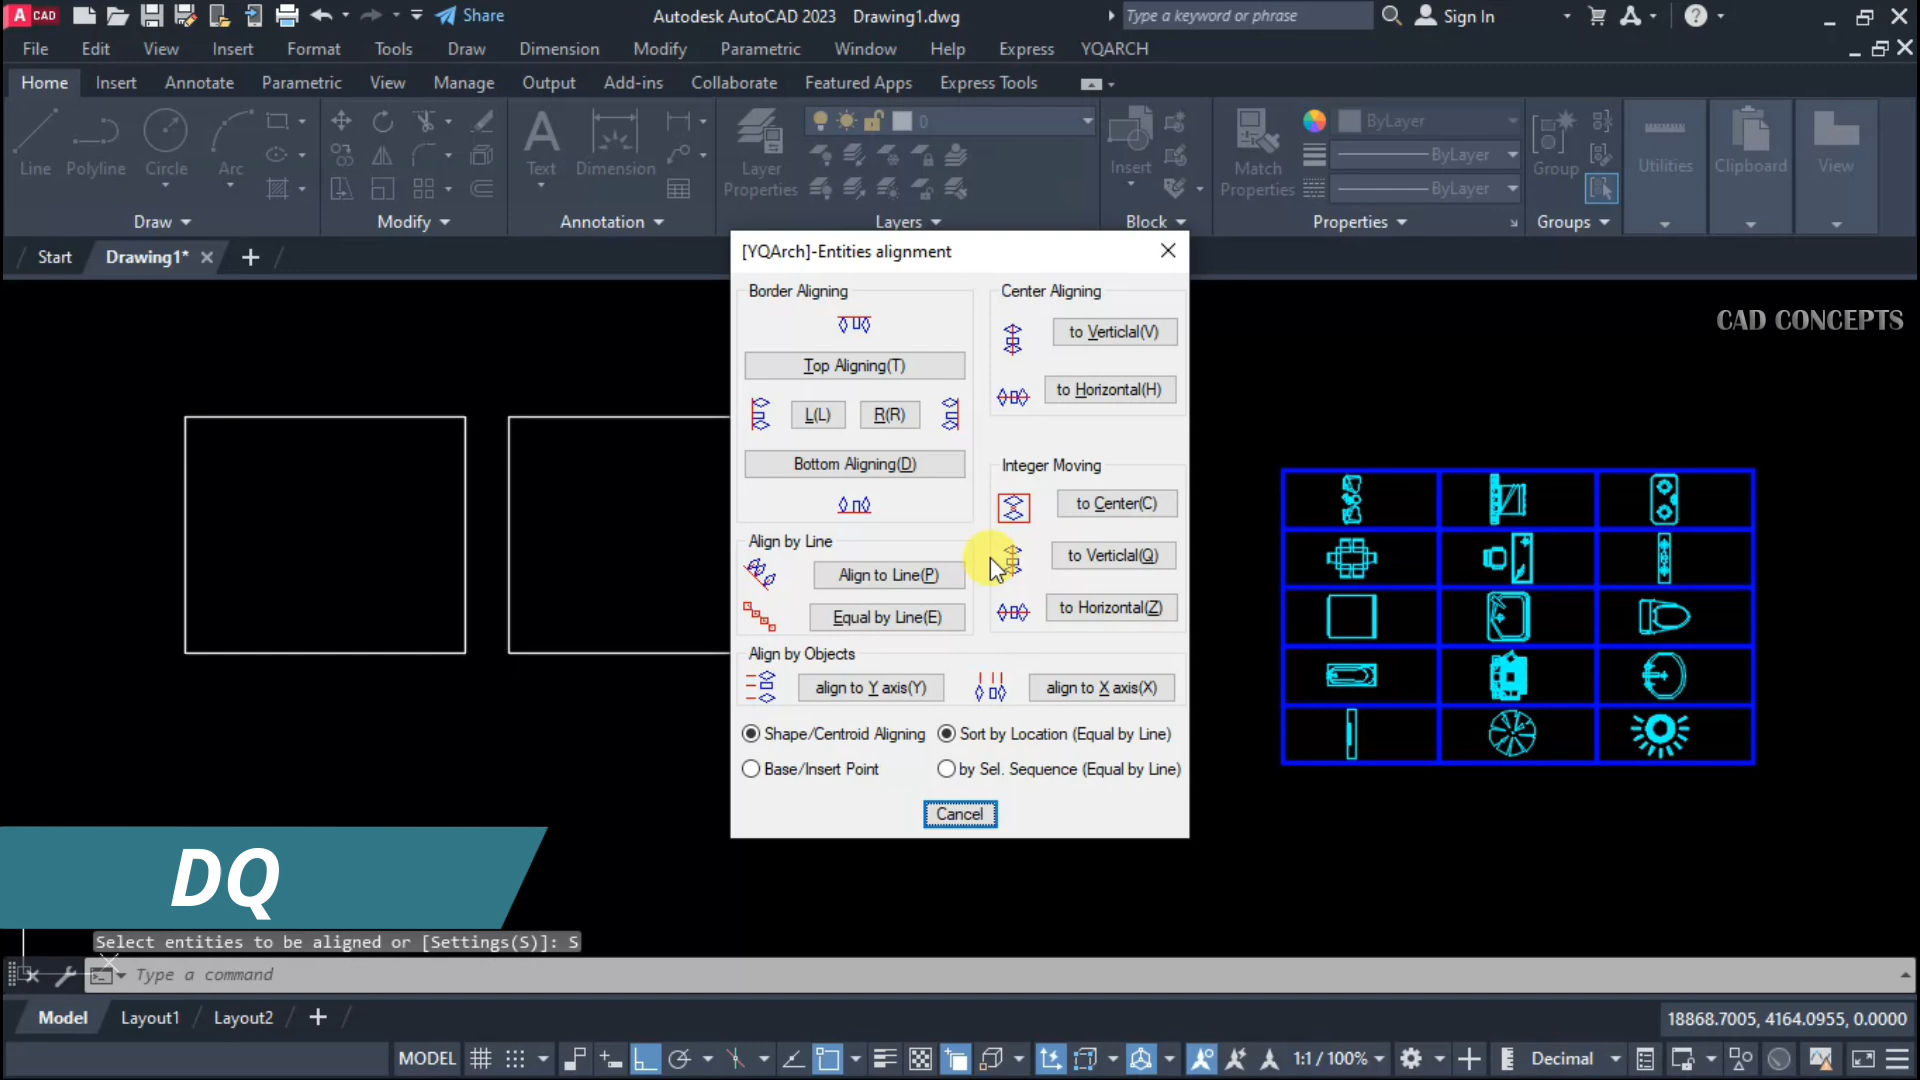 A CAD
Share
Autodesk AutoCAD 2023 Drawing1.dwg
Type a keyword or phrase
Sign In
File Edit View Insert Format Tools Draw Dimension Modify Parametric Window Help Express YQARCH
Home Insert Annotate Parametric View Manage Output Add-ins Collaborate Featured Apps Express Tools
0
ByLayer
Line Polyline Circle Arc
Text Dimension
Layer Properties
Insert
Match Properties
ByLayer
Group
Utilities Clipboard View
ByLayer
Draw Modify Annotation Layers Block Properties Groups
Start Drawing1*
[YQArch]-Entities alignment
Border Aligning
Center Aligning
to Verticlal(V)
Top Aligning(T)
to Horizontal(H)
L(L) R(R)
Bottom Aligning(D)
Integer Moving
to Center(C)
Align by Line
to Verticlal(Q)
Align to Line(P)
to Horizontal(Z)
Equal by Line(E)
Align by Objects
align to Y axis(Y) align to X axis(X)
Shape/Centroid Aligning Sort by Location (Equal by Line)
Base/Insert Point by Sel. Sequence (Equal by Line)
Cancel
CAD CONCEPTS
DQ
Select entities to be aligned or [Settings(S)]: S
Type a command
Model Layout1 Layout2
18868.7005, 4164.0955, 0.0000
MODEL
1:1 / 100%
Decimal